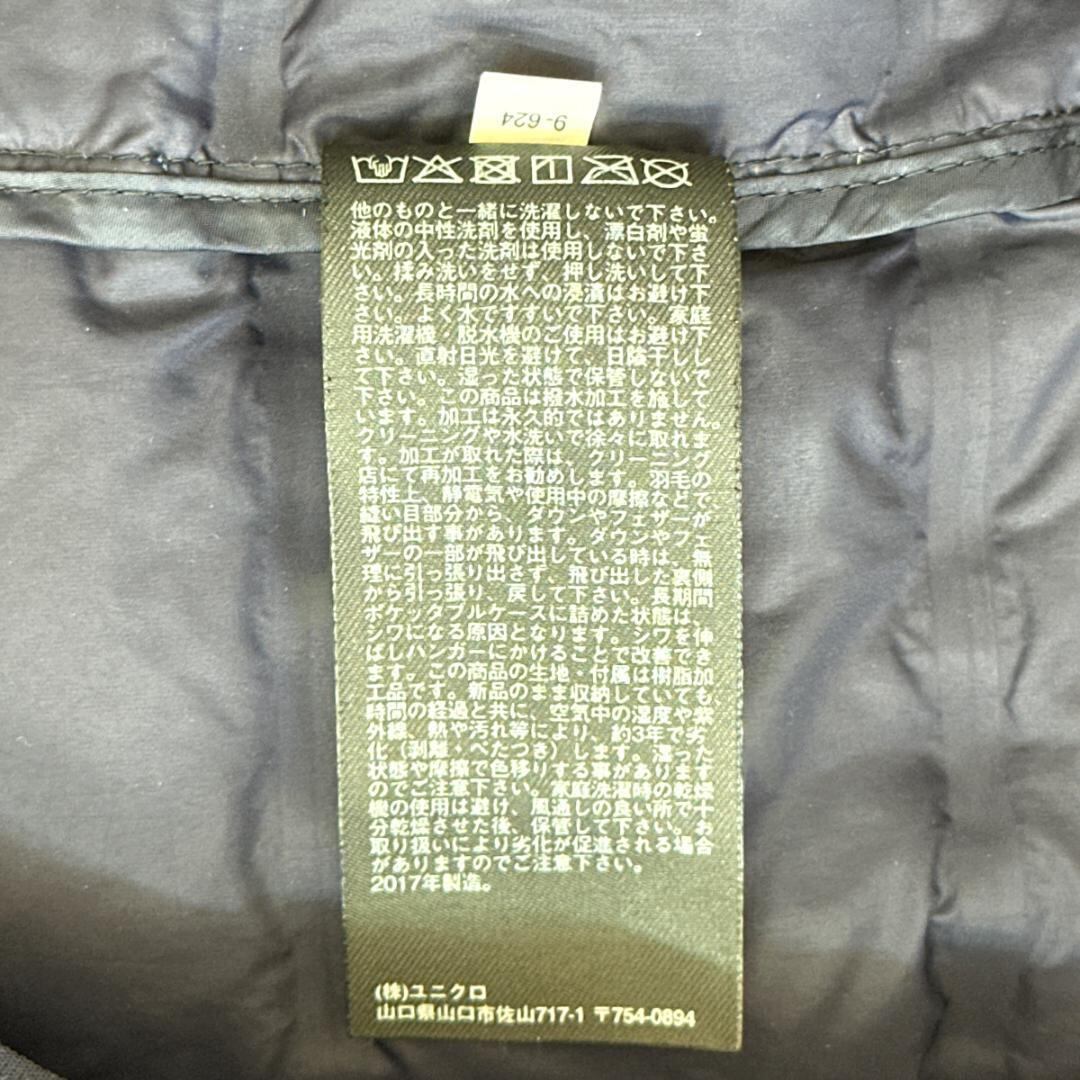 9-624
他のものと一緒に洗濯しないで下さい。
液体の中性洗剤を使用し、漂白剤や蛍
光剤の入った洗剤は使用しないで下さ
い。揉み洗いをせず、押し洗いして下
さい。長時間の水への浸漬はお避け下
さい。よく水ですすいで下さい。家庭
用洗濯機・脱水機のご使用はお避け下
さい。直射日光を避けて、日陰干しし
て下さい。湿った状態で保管しないで
下さい。この商品は撥水加工を施して
います。加工は永久的ではありません。
クリーニングや水洗いで徐々に取れま
す。加工が取れた際は、クリーニング
店にて再加工をお勧めします。羽毛の
特性上、静電気や使用中の摩擦などで、
縫い目部分から、ダウンやフェザーが
飛び出す事があります。ダウンやフェ
ザーの一部が飛び出している時は、無
理に引っ張り出さず、飛び出した裏側
から引っ張り、戻して下さい。長期間
ポケッタブルケースに詰めた状態は、
シワになる原因となります。シワを伸
ばしハンガーにかけることで改善でき
ます。この商品の生地・付属は樹脂加
工品です。新品のまま収納していても、
時間の経過と共に、空気中の湿度や紫
外線、熱や汚れ等により、約3年で劣
化（剥離・べたつき）します。湿った
状態や摩擦で色移りする事があります
のでご注意下さい。家庭洗濯時の乾燥
機の使用は避け、風通しの良い所で十
分乾燥させた後、保管して下さい。お
取り扱いにより劣化が促進される場合
がありますのでご注意下さい。
2017年製造。
(株)ユニクロ
山口県山口市佐山717-1 〒754-0894